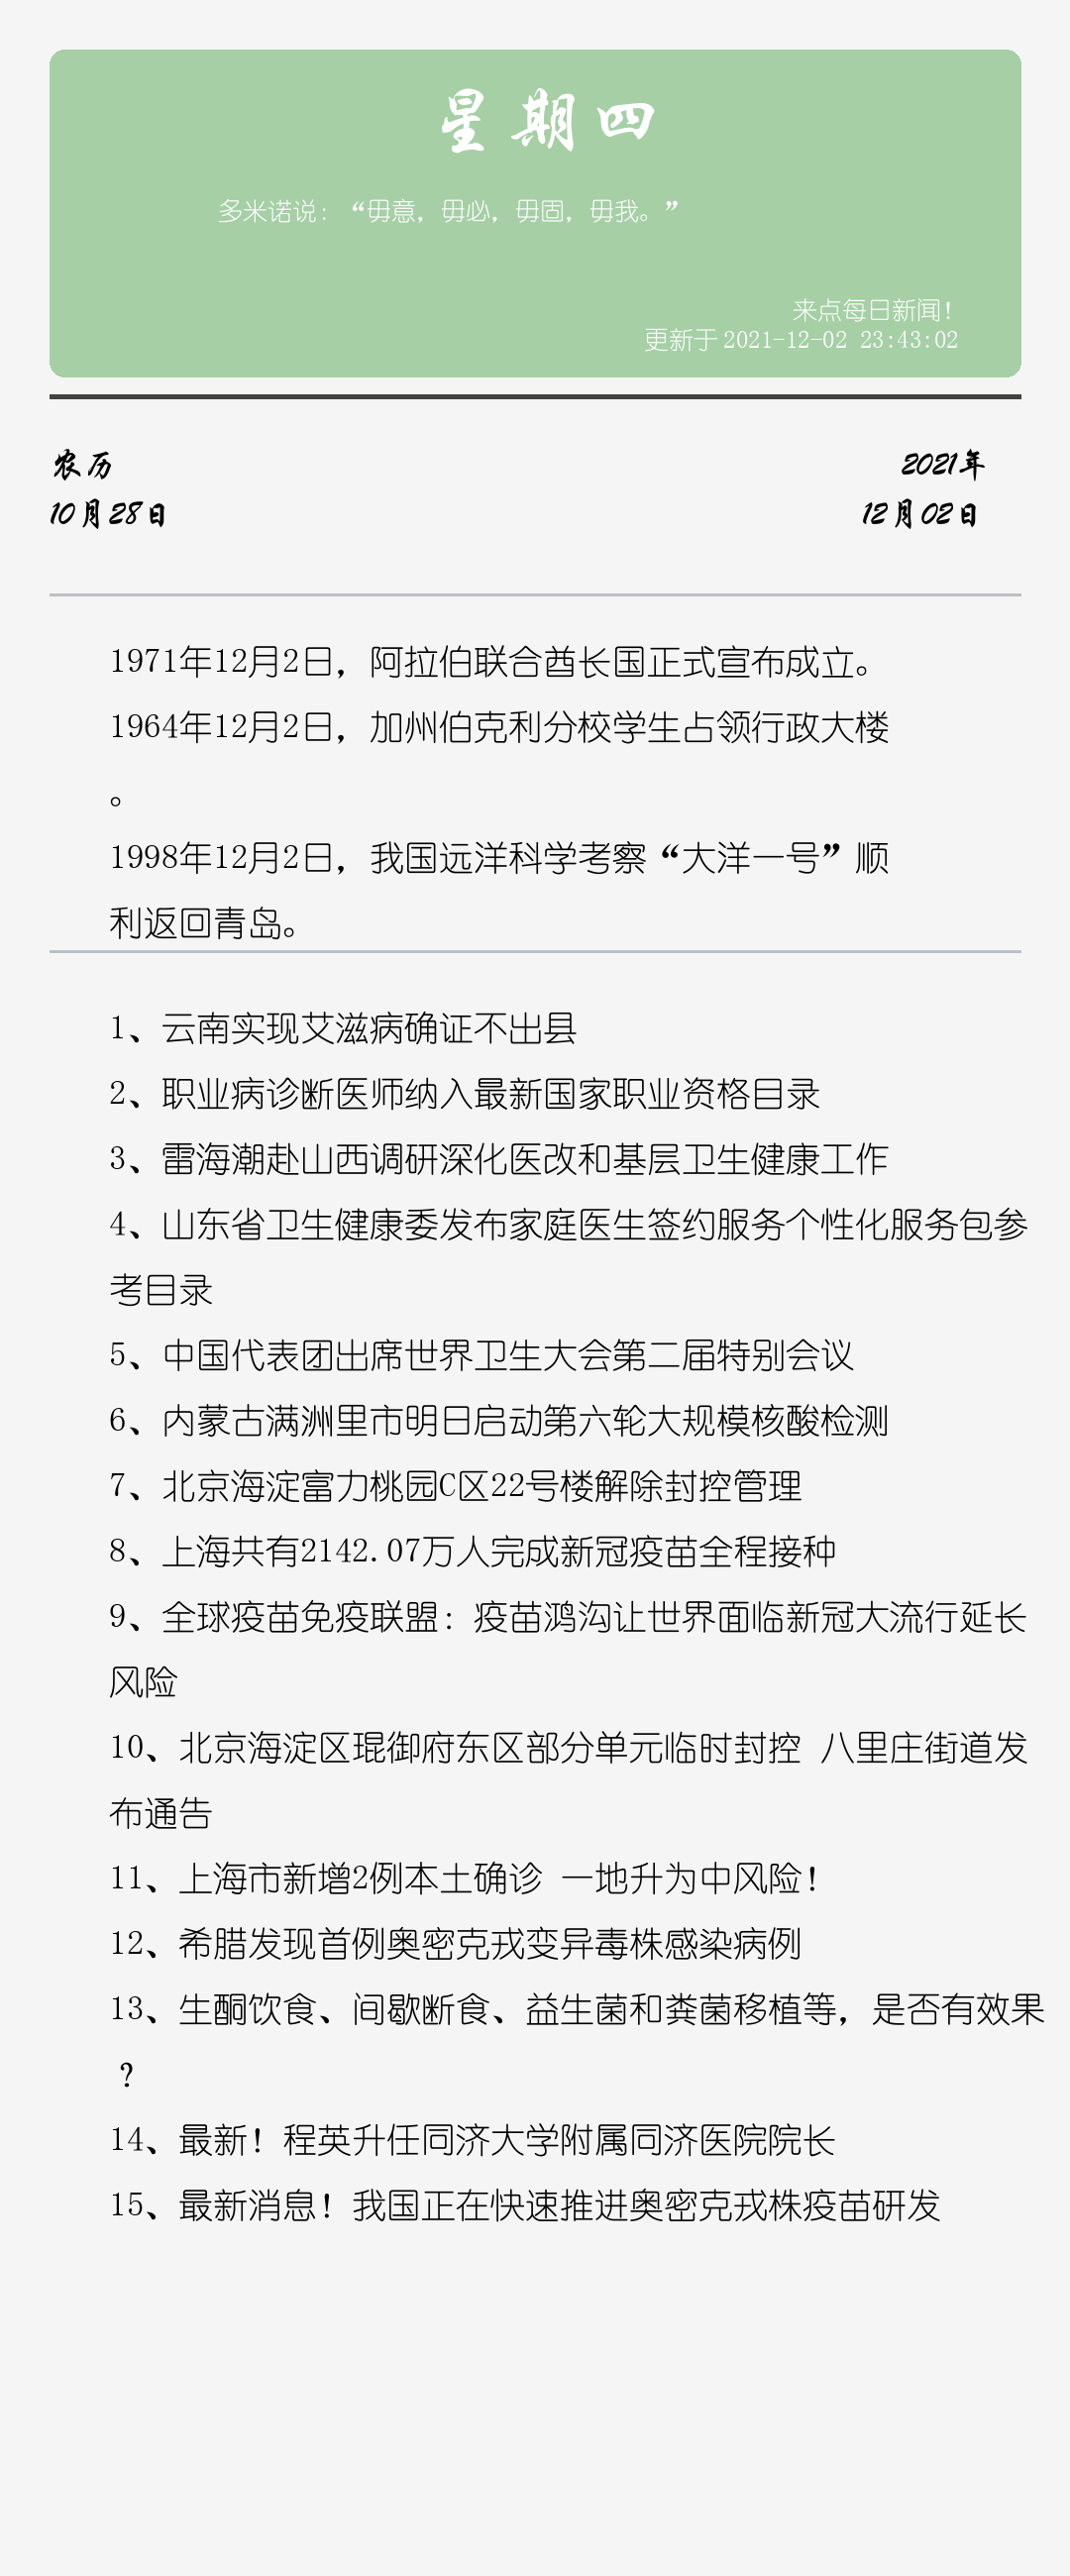 星期四
多米诺说：“毋意，毋必，毋固，毋我。”
来点每日新闻！
更新于 2021-12-02 23:43:02
农历
10月28日
2021年
12月02日
1971年12月2日，阿拉伯联合酋长国正式宣布成立。
1964年12月2日，加州伯克利分校学生占领行政大楼
。
1998年12月2日，我国远洋科学考察“大洋一号”顺
利返回青岛。
1、云南实现艾滋病确证不出县
2、职业病诊断医师纳入最新国家职业资格目录
3、雷海潮赴山西调研深化医改和基层卫生健康工作
4、山东省卫生健康委发布家庭医生签约服务个性化服务包参
考目录
5、中国代表团出席世界卫生大会第二届特别会议
6、内蒙古满洲里市明日启动第六轮大规模核酸检测
7、北京海淀富力桃园C区22号楼解除封控管理
8、上海共有2142.07万人完成新冠疫苗全程接种
9、全球疫苗免疫联盟：疫苗鸿沟让世界面临新冠大流行延长
风险
10、北京海淀区琨御府东区部分单元临时封控 八里庄街道发
布通告
11、上海市新增2例本土确诊 一地升为中风险！
12、希腊发现首例奥密克戎变异毒株感染病例
13、生酮饮食、间歇断食、益生菌和粪菌移植等，是否有效果
？
14、最新！程英升任同济大学附属同济医院院长
15、最新消息！我国正在快速推进奥密克戎株疫苗研发